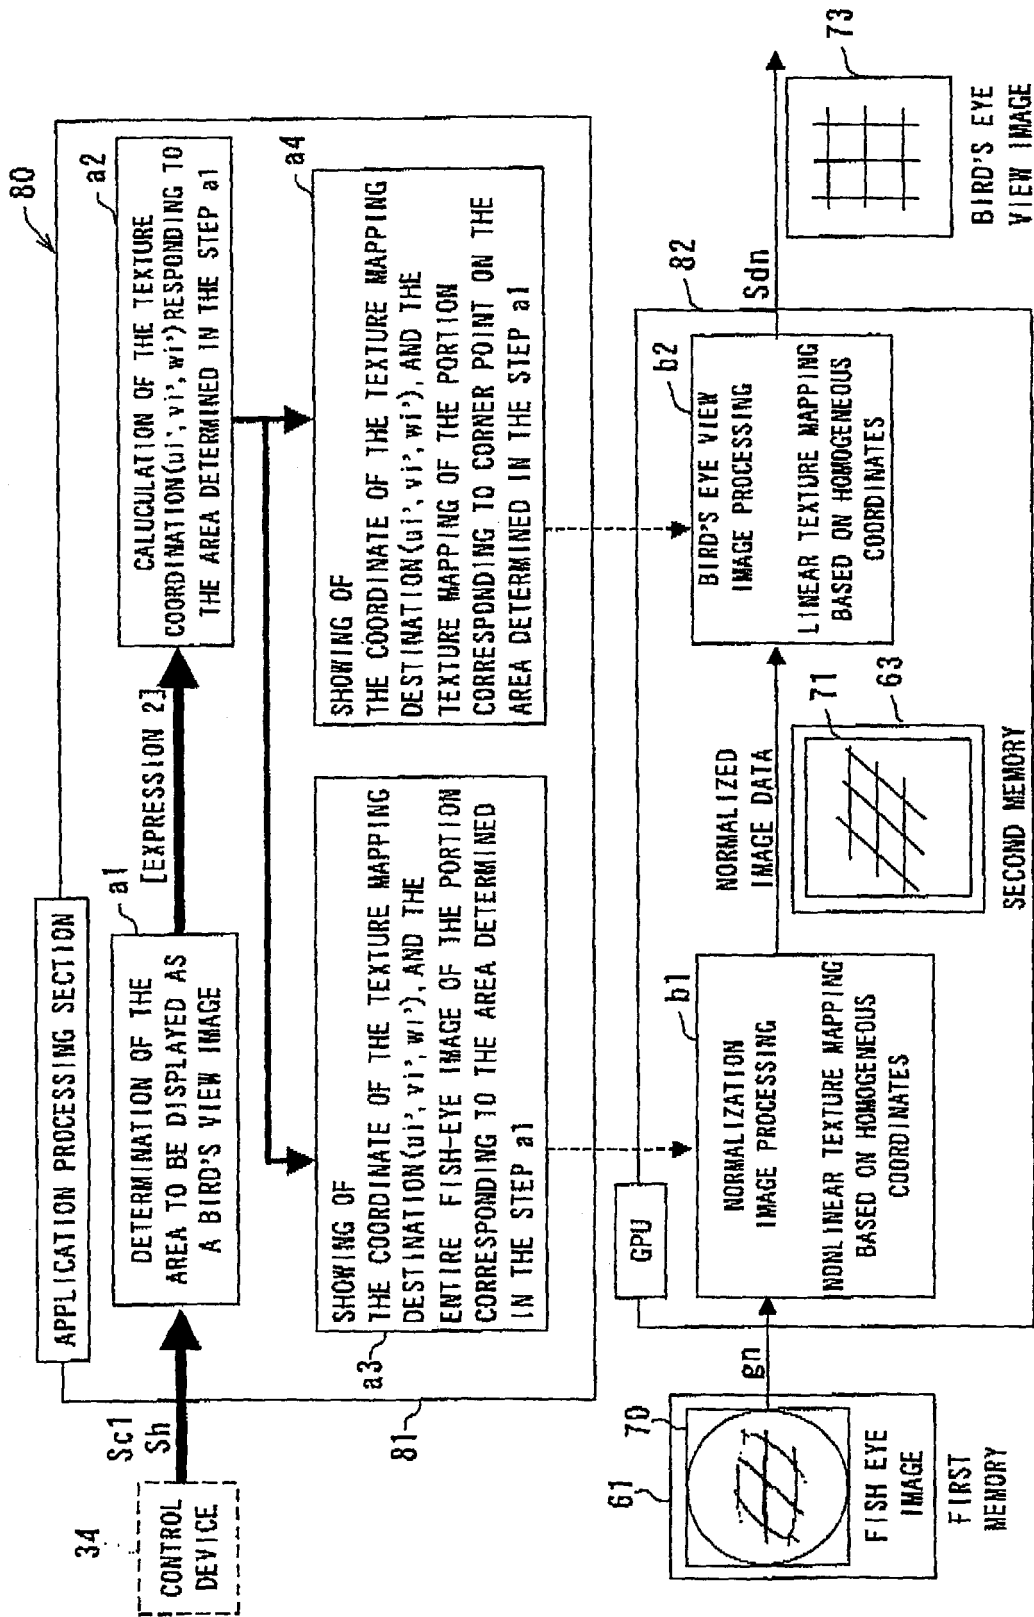 80
APPLICATION PROCESSING SECTION
34
CONTROL
DEVICE
Sc1
Sh
a1
DETERMINATION OF THE
AREA TO BE DISPLAYED AS
A BIRD'S VIEW IMAGE
[EXPRESSION 2]
a2
CALUCULATION OF THE TEXTURE
COORDINATION(ui',vi',wi')RESPONDING TO
THE AREA DETERMINED IN THE STEP a1
a3
SHOWING OF
THE COORDINATE OF THE TEXTURE MAPPING
DESTINATION(ui',vi',wi'),AND THE
ENTIRE FISH-EYE IMAGE OF THE PORTION
CORRESPONDING TO THE AREA DETERMINED
IN THE STEP a1
a4
SHOWING OF
THE COORDINATE OF THE TEXTURE MAPPING
DESTINATION(ui',vi',wi'),AND THE
TEXTURE MAPPING OF THE PORTION
CORRESPONDING TO CORNER POINT ON THE
AREA DETERMINED IN THE STEP a1
81
82
GPU
61
70
FISH EYE
IMAGE
FIRST
MEMORY
gn
b1
NORMALIZATION
IMAGE PROCESSING
NONLINEAR TEXTURE MAPPING
BASED ON HOMOGENEOUS
COORDINATES
NORMALIZED
IMAGE DATA
71
63
SECOND MEMORY
b2
BIRD'S EYE VIEW
IMAGE PROCESSING
LINEAR TEXTURE MAPPING
BASED ON HOMOGENEOUS
COORDINATES
Sdn
73
BIRD'S EYE
VIEW IMAGE